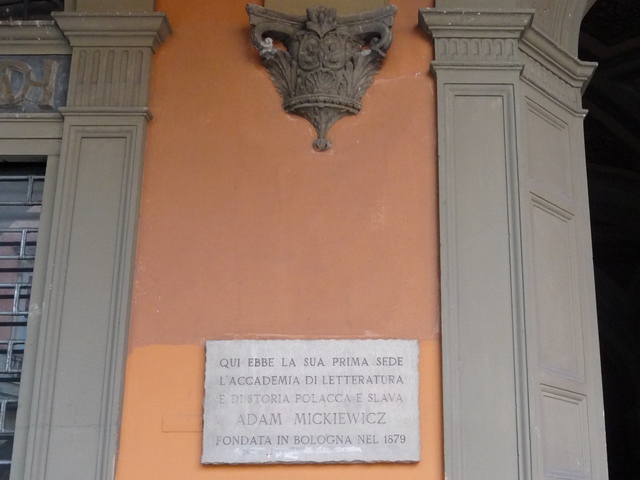 QUI EBBE LA SUA PRIMA SEDE
L'ACCADEMIA DI LETTERATURA
E DI STORIA POLACCA E SLAVA
ADAM MICKIEWICZ
FONDATA IN BOLOGNA NEL 1879